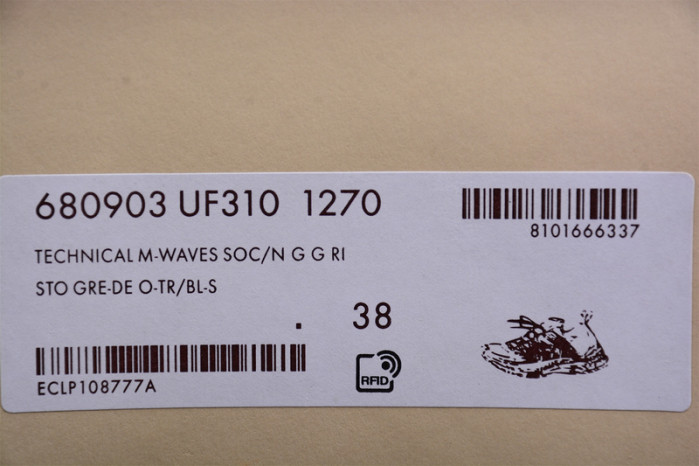 680903 UF310 1270
8101666337
TECHNICAL M-WAVES SOC/N G G RI
STO GRE-DE O-TR/BL-S
. 38
RFID
ECLP108777A